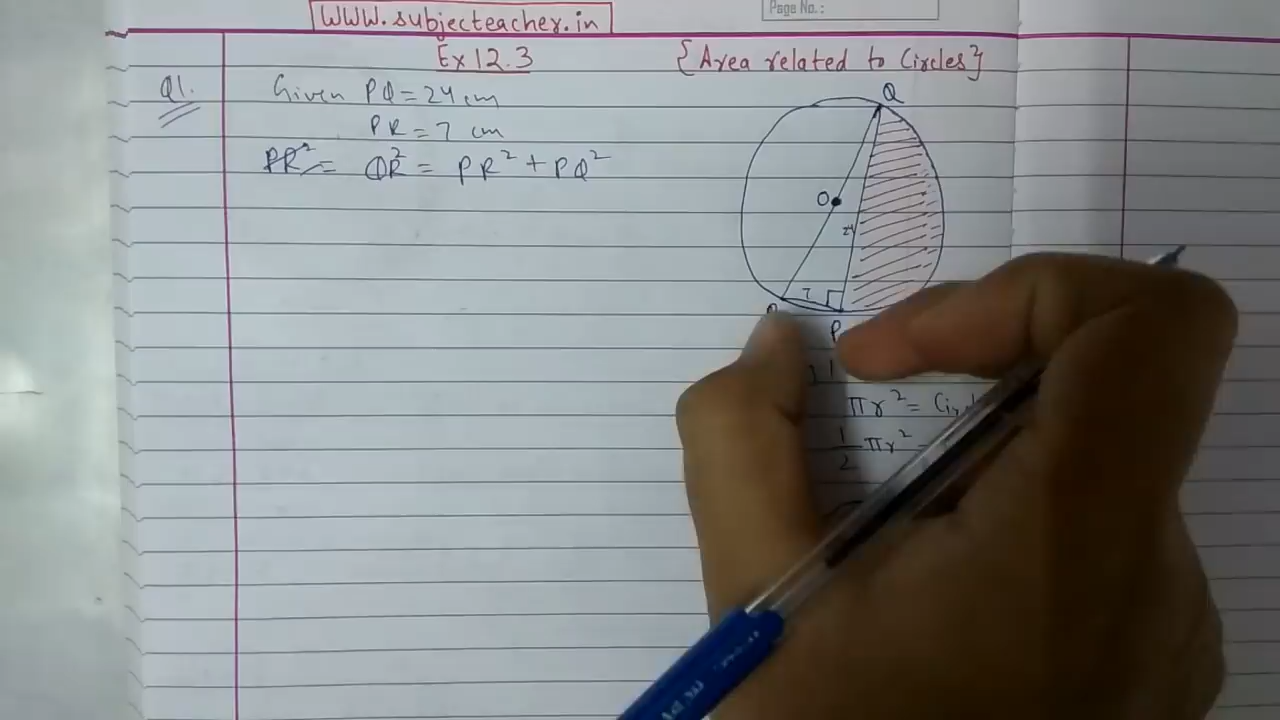 WWW.subjecteacher.in
Page No.:
Ex 12.3
{Area related to Circles}
Q1.
Given PQ = 24 cm
PR = 7 cm
PR² = QR² = PR² + PQ²
Q
O
24
7
P
πr² =
1/2 πr²